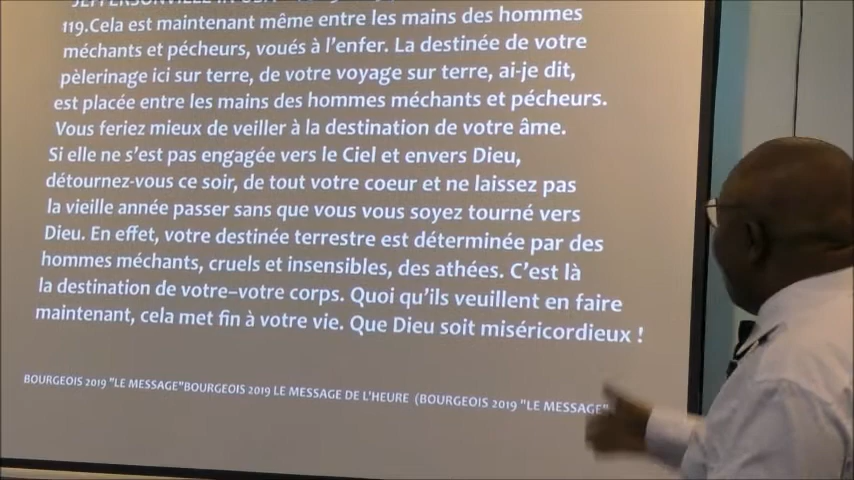 JEFFERSONVILLE IN USA
119.Cela est maintenant même entre les mains des hommes
méchants et pécheurs, voués à l'enfer. La destinée de votre
pèlerinage ici sur terre, de votre voyage sur terre, ai-je dit,
est placée entre les mains des hommes méchants et pécheurs.
Vous feriez mieux de veiller à la destination de votre âme.
Si elle ne s'est pas engagée vers le Ciel et envers Dieu,
détournez-vous ce soir, de tout votre coeur et ne laissez pas
la vieille année passer sans que vous vous soyez tourné vers
Dieu. En effet, votre destinée terrestre est déterminée par des
hommes méchants, cruels et insensibles, des athées. C'est là
la destination de votre–votre corps. Quoi qu'ils veuillent en faire
maintenant, cela met fin à votre vie. Que Dieu soit miséricordieux !
BOURGEOIS 2019 "LE MESSAGE"BOURGEOIS 2019 LE MESSAGE DE L'HEURE (BOURGEOIS 2019 "LE MESSAGE"